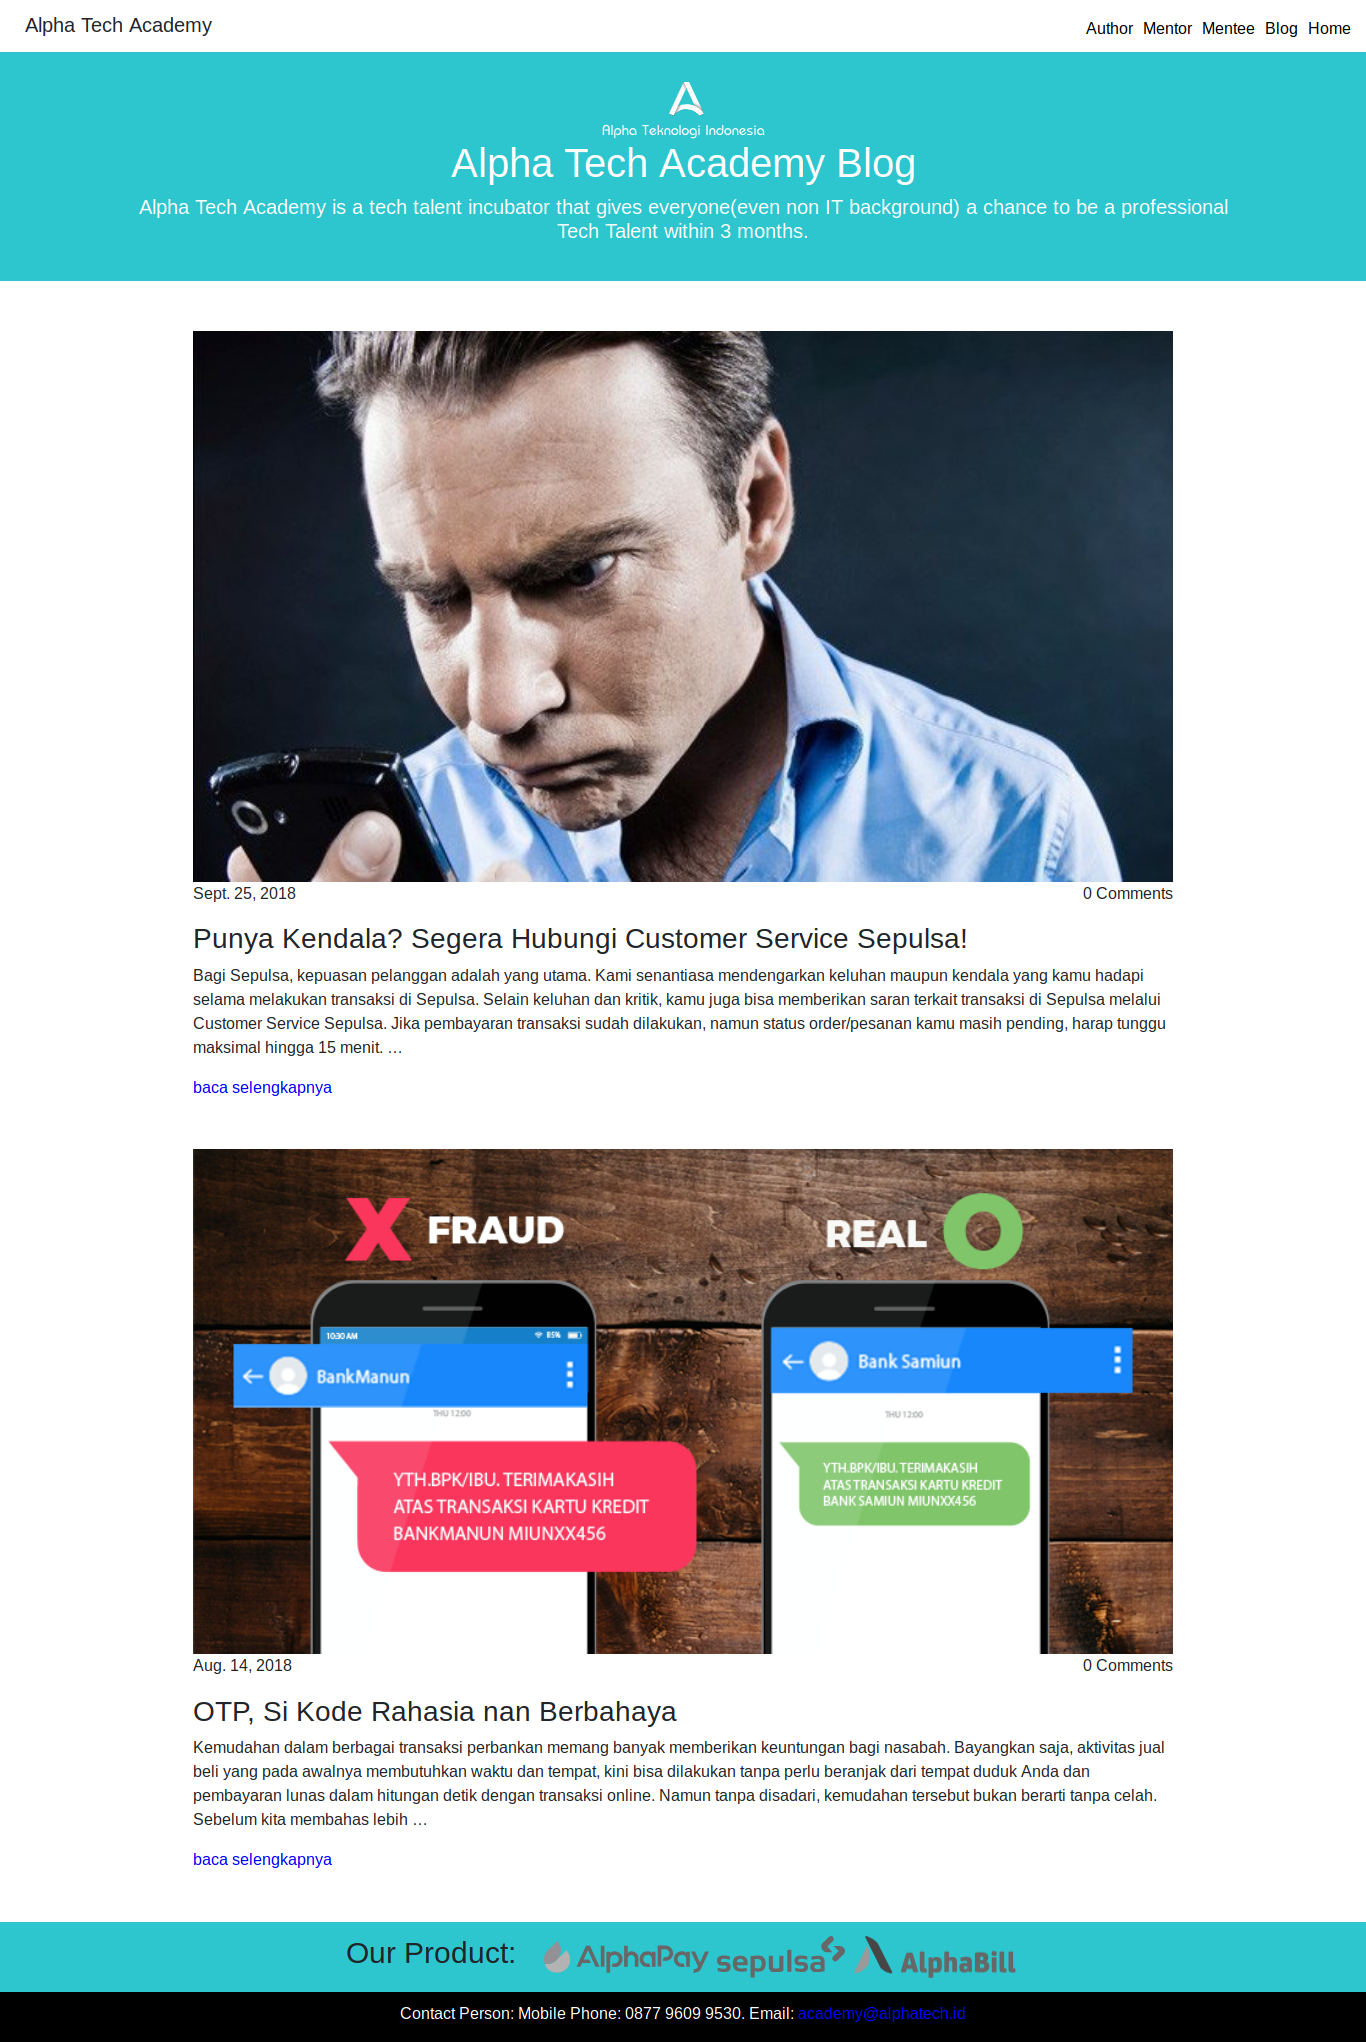 Alpha Tech Academy
Author Mentor Mentee Blog Home
Alpha Teknologi Indonesia
Alpha Tech Academy Blog
Alpha Tech Academy is a tech talent incubator that gives everyone(even non IT background) a chance to be a professional
Tech Talent within 3 months.
Sept. 25, 2018
0 Comments
Punya Kendala? Segera Hubungi Customer Service Sepulsa!
Bagi Sepulsa, kepuasan pelanggan adalah yang utama. Kami senantiasa mendengarkan keluhan maupun kendala yang kamu hadapi
selama melakukan transaksi di Sepulsa. Selain keluhan dan kritik, kamu juga bisa memberikan saran terkait transaksi di Sepulsa melalui
Customer Service Sepulsa. Jika pembayaran transaksi sudah dilakukan, namun status order/pesanan kamu masih pending, harap tunggu
maksimal hingga 15 menit. …
baca selengkapnya
X FRAUD
10:30 AM
85%
BankManun
THU 12:00
YTH.BPK/IBU. TERIMAKASIH
ATAS TRANSAKSI KARTU KREDIT
BANKMANUN MIUNXX456
REAL O
Bank Samiun
THU 12:00
YTH.BPK/IBU. TERIMAKASIH
ATAS TRANSAKSI KARTU KREDIT
BANK SAMIUN MIUNXX456
Aug. 14, 2018
0 Comments
OTP, Si Kode Rahasia nan Berbahaya
Kemudahan dalam berbagai transaksi perbankan memang banyak memberikan keuntungan bagi nasabah. Bayangkan saja, aktivitas jual
beli yang pada awalnya membutuhkan waktu dan tempat, kini bisa dilakukan tanpa perlu beranjak dari tempat duduk Anda dan
pembayaran lunas dalam hitungan detik dengan transaksi online. Namun tanpa disadari, kemudahan tersebut bukan berarti tanpa celah.
Sebelum kita membahas lebih …
baca selengkapnya
Our Product: AlphaPay sepulsa AlphaBill
Contact Person: Mobile Phone: 0877 9609 9530. Email: academy@alphatech.id